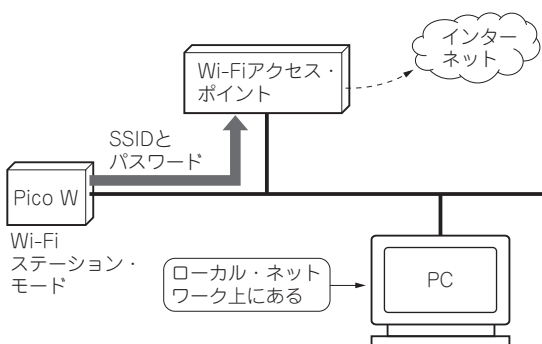 インター
ネット
Wi-Fiアクセス・
ポイント
SSIDと
パスワード
Pico W
Wi-Fi
ステーション・
モード
ローカル・ネット
ワーク上にある
PC